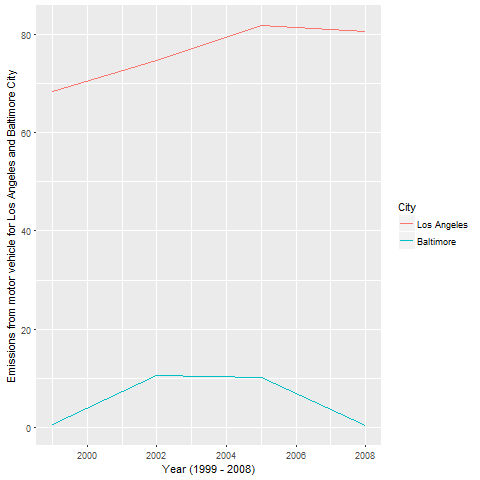 Emissions from motor vehicle for Los Angeles and Baltimore City
80
60
40
20
0
2000 2002 2004 2006 2008
Year (1999 - 2008)
City
Los Angeles
Baltimore